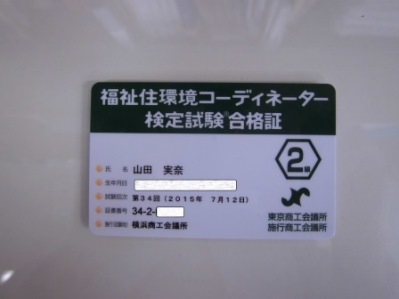 福祉住環境コーディネーター
検定試験®合格証
2級
氏 名 山田 実奈
生年月日
試験回次 第34回(2015年 7月12日)
証書番号 34-2-
施行団体 横浜商工会議所
東京商工会議所
施行商工会議所